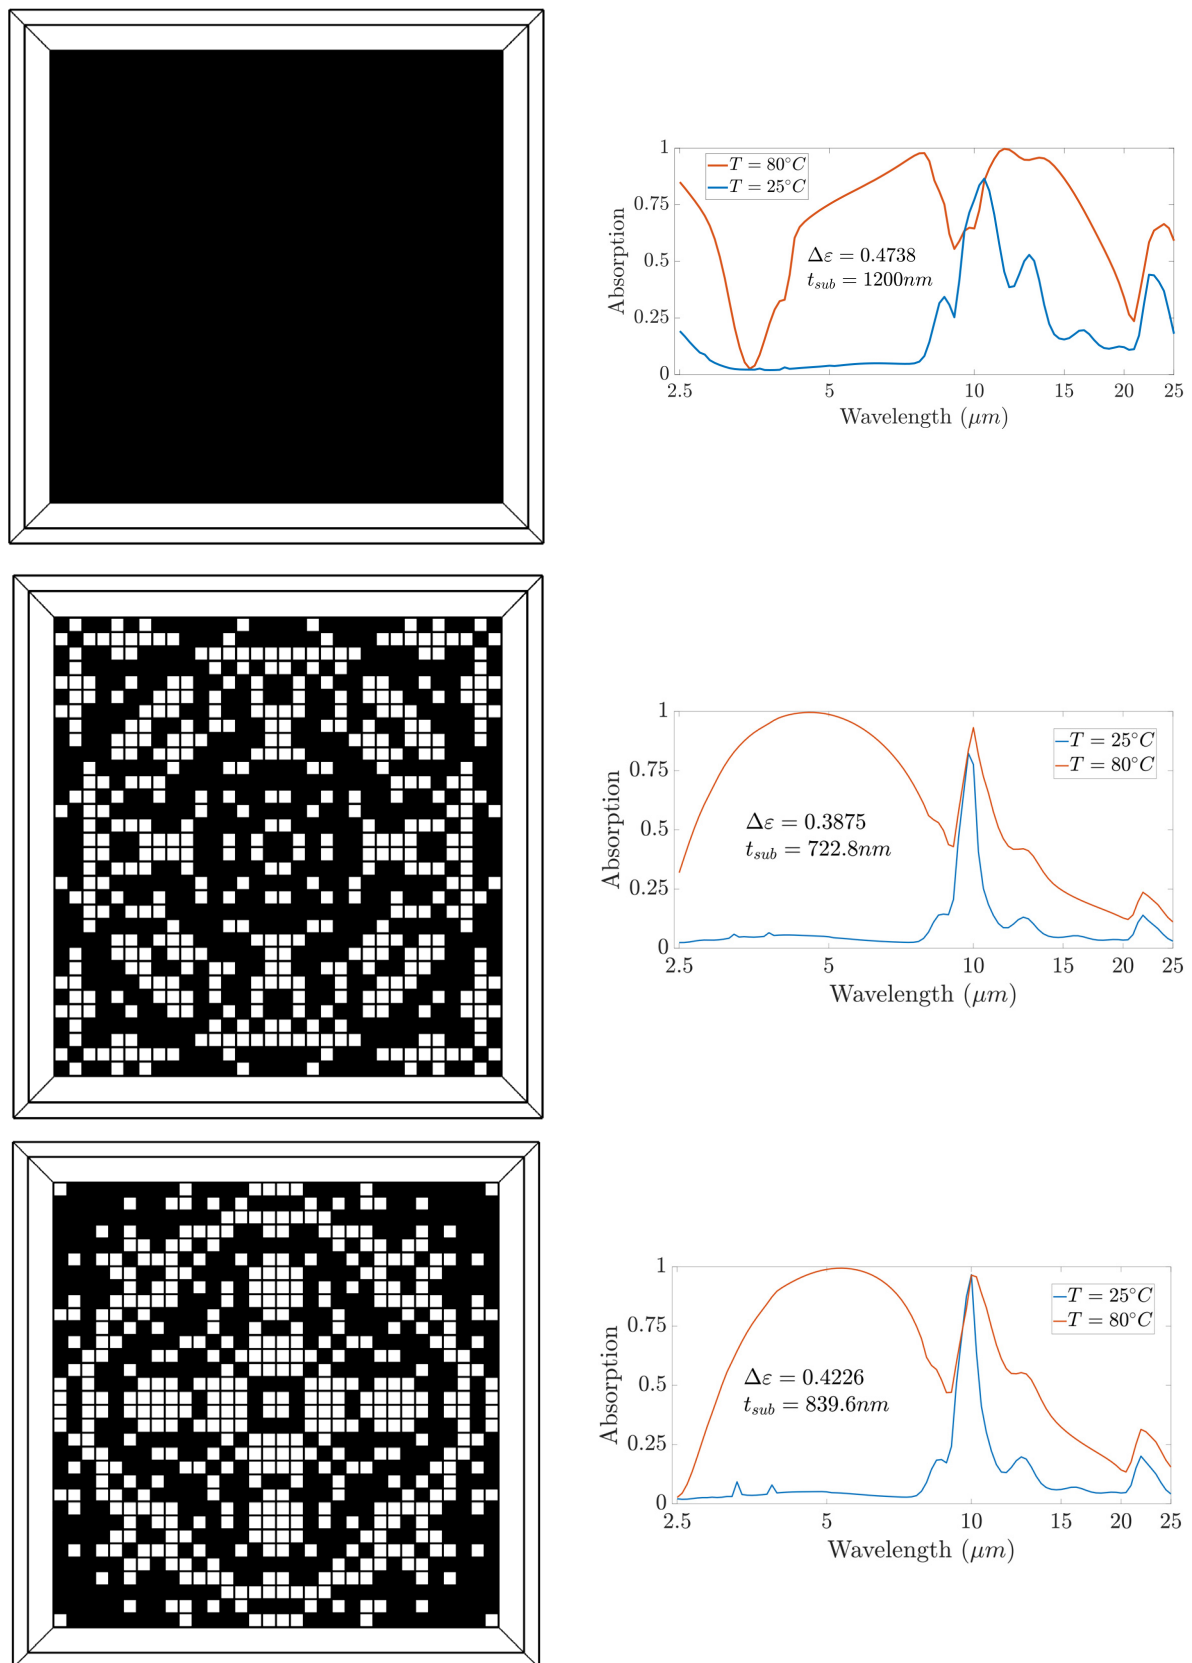 1
T = 80°C
T = 25°C
0.75
Absorption
Δε = 0.4738
0.5
t_sub = 1200nm
0.25
0
2.5 5 10 15 20 25
Wavelength (μm)
1
T = 25°C
T = 80°C
0.75
Absorption
Δε = 0.3875
0.5
t_sub = 722.8nm
0.25
0
2.5 5 10 15 20 25
Wavelength (μm)
1
T = 25°C
T = 80°C
0.75
Absorption
Δε = 0.4226
0.5
t_sub = 839.6nm
0.25
0
2.5 5 10 15 20 25
Wavelength (μm)